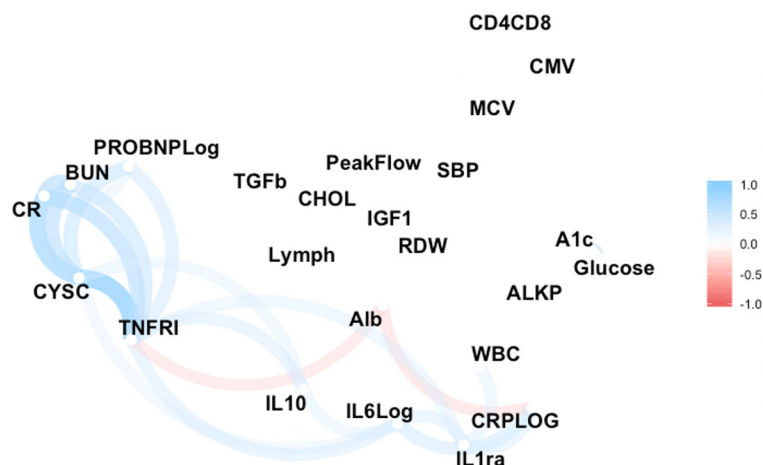 CD4CD8
CMV
MCV
PROBNPLog
PeakFlow
SBP
BUN
TGFb
CHOL
1.0
CR
IGF1
0.5
A1c
RDW
0.0
Lymph
Glucose
-0.5
CYSC
ALKP
-1.0
TNFRI
Alb
WBC
IL10
IL6Log
CRPLOG
IL1ra